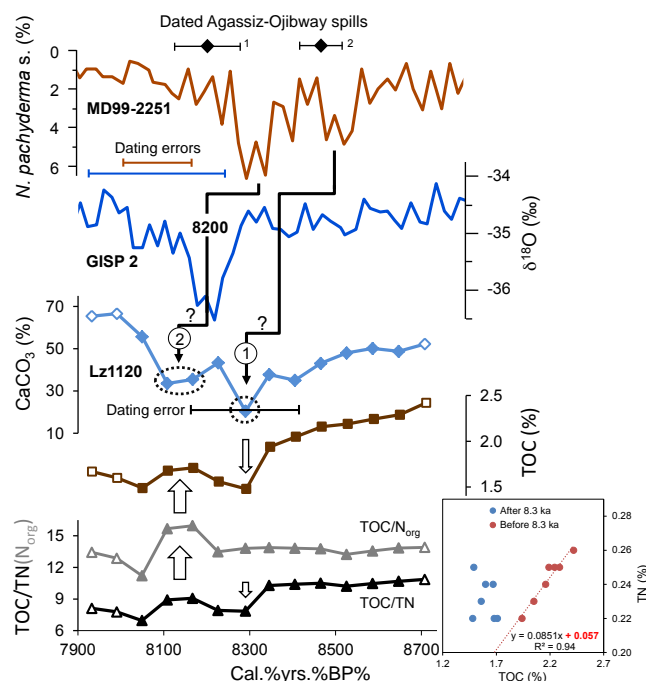 Dated Agassiz-Ojibway spills
1
2
0
2
4
6
N. pachyderma s. (%)
MD99-2251
Dating errors
-34
-35
-36
δ18O (‰)
8200
GISP 2
?
?
70
50
30
10
CaCO3 (%)
2
1
Lz1120
Dating error
2.5
2.0
1.5
TOC (%)
15
12
9
6
TOC/TN(Norg)
TOC/Norg
TOC/TN
7900
8100
8300
8500
8700
Cal.%yrs.%BP%
After 8.3 ka
Before 8.3 ka
0.28
0.26
0.24
0.22
0.20
TN (%)
y = 0.0851x + 0.057
R² = 0.94
1.2
1.7
2.2
2.7
TOC (%)